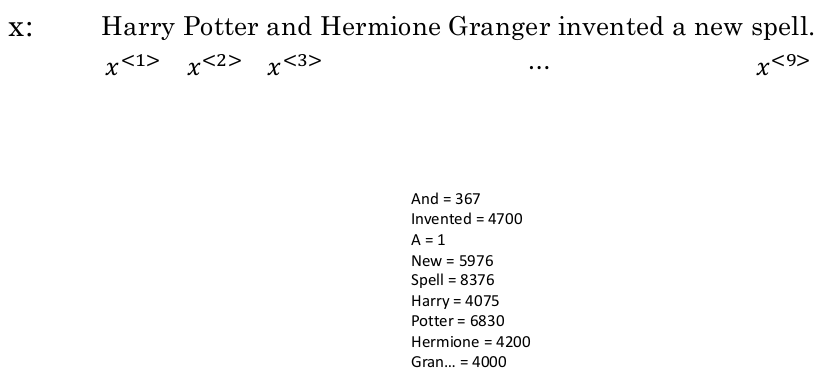 x: Harry Potter and Hermione Granger invented a new spell.
x<1> x<2> x<3> ... x<9>
And = 367
Invented = 4700
A = 1
New = 5976
Spell = 8376
Harry = 4075
Potter = 6830
Hermione = 4200
Gran... = 4000